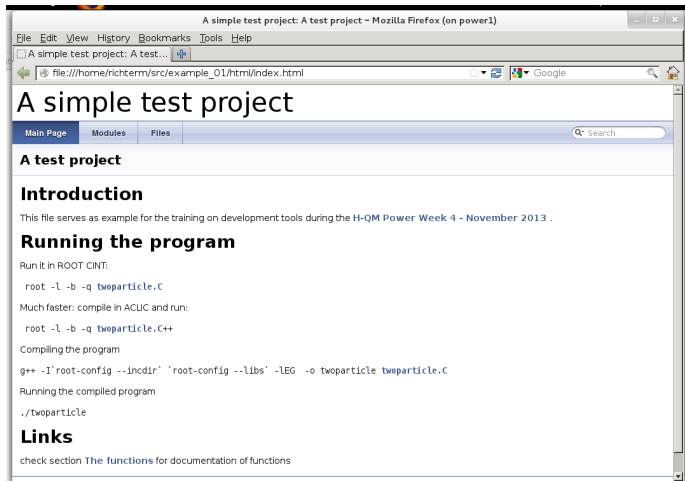 A simple test project: A test project – Mozilla Firefox (on power1)
File Edit View History Bookmarks Tools Help
A simple test project: A test...
file:///home/richterm/src/example_01/html/index.html Google
A simple test project
Main Page Modules Files Search
A test project
Introduction
This file serves as example for the training on development tools during the H-QM Power Week 4 - November 2013 .
Running the program
Run it in ROOT CINT:
root -l -b -q twoparticle.C
Much faster: compile in ACLIC and run:
root -l -b -q twoparticle.C++
Compiling the program
g++ -I`root-config --incdir` `root-config --libs` -lEG -o twoparticle twoparticle.C
Running the compiled program
./twoparticle
Links
check section The functions for documentation of functions